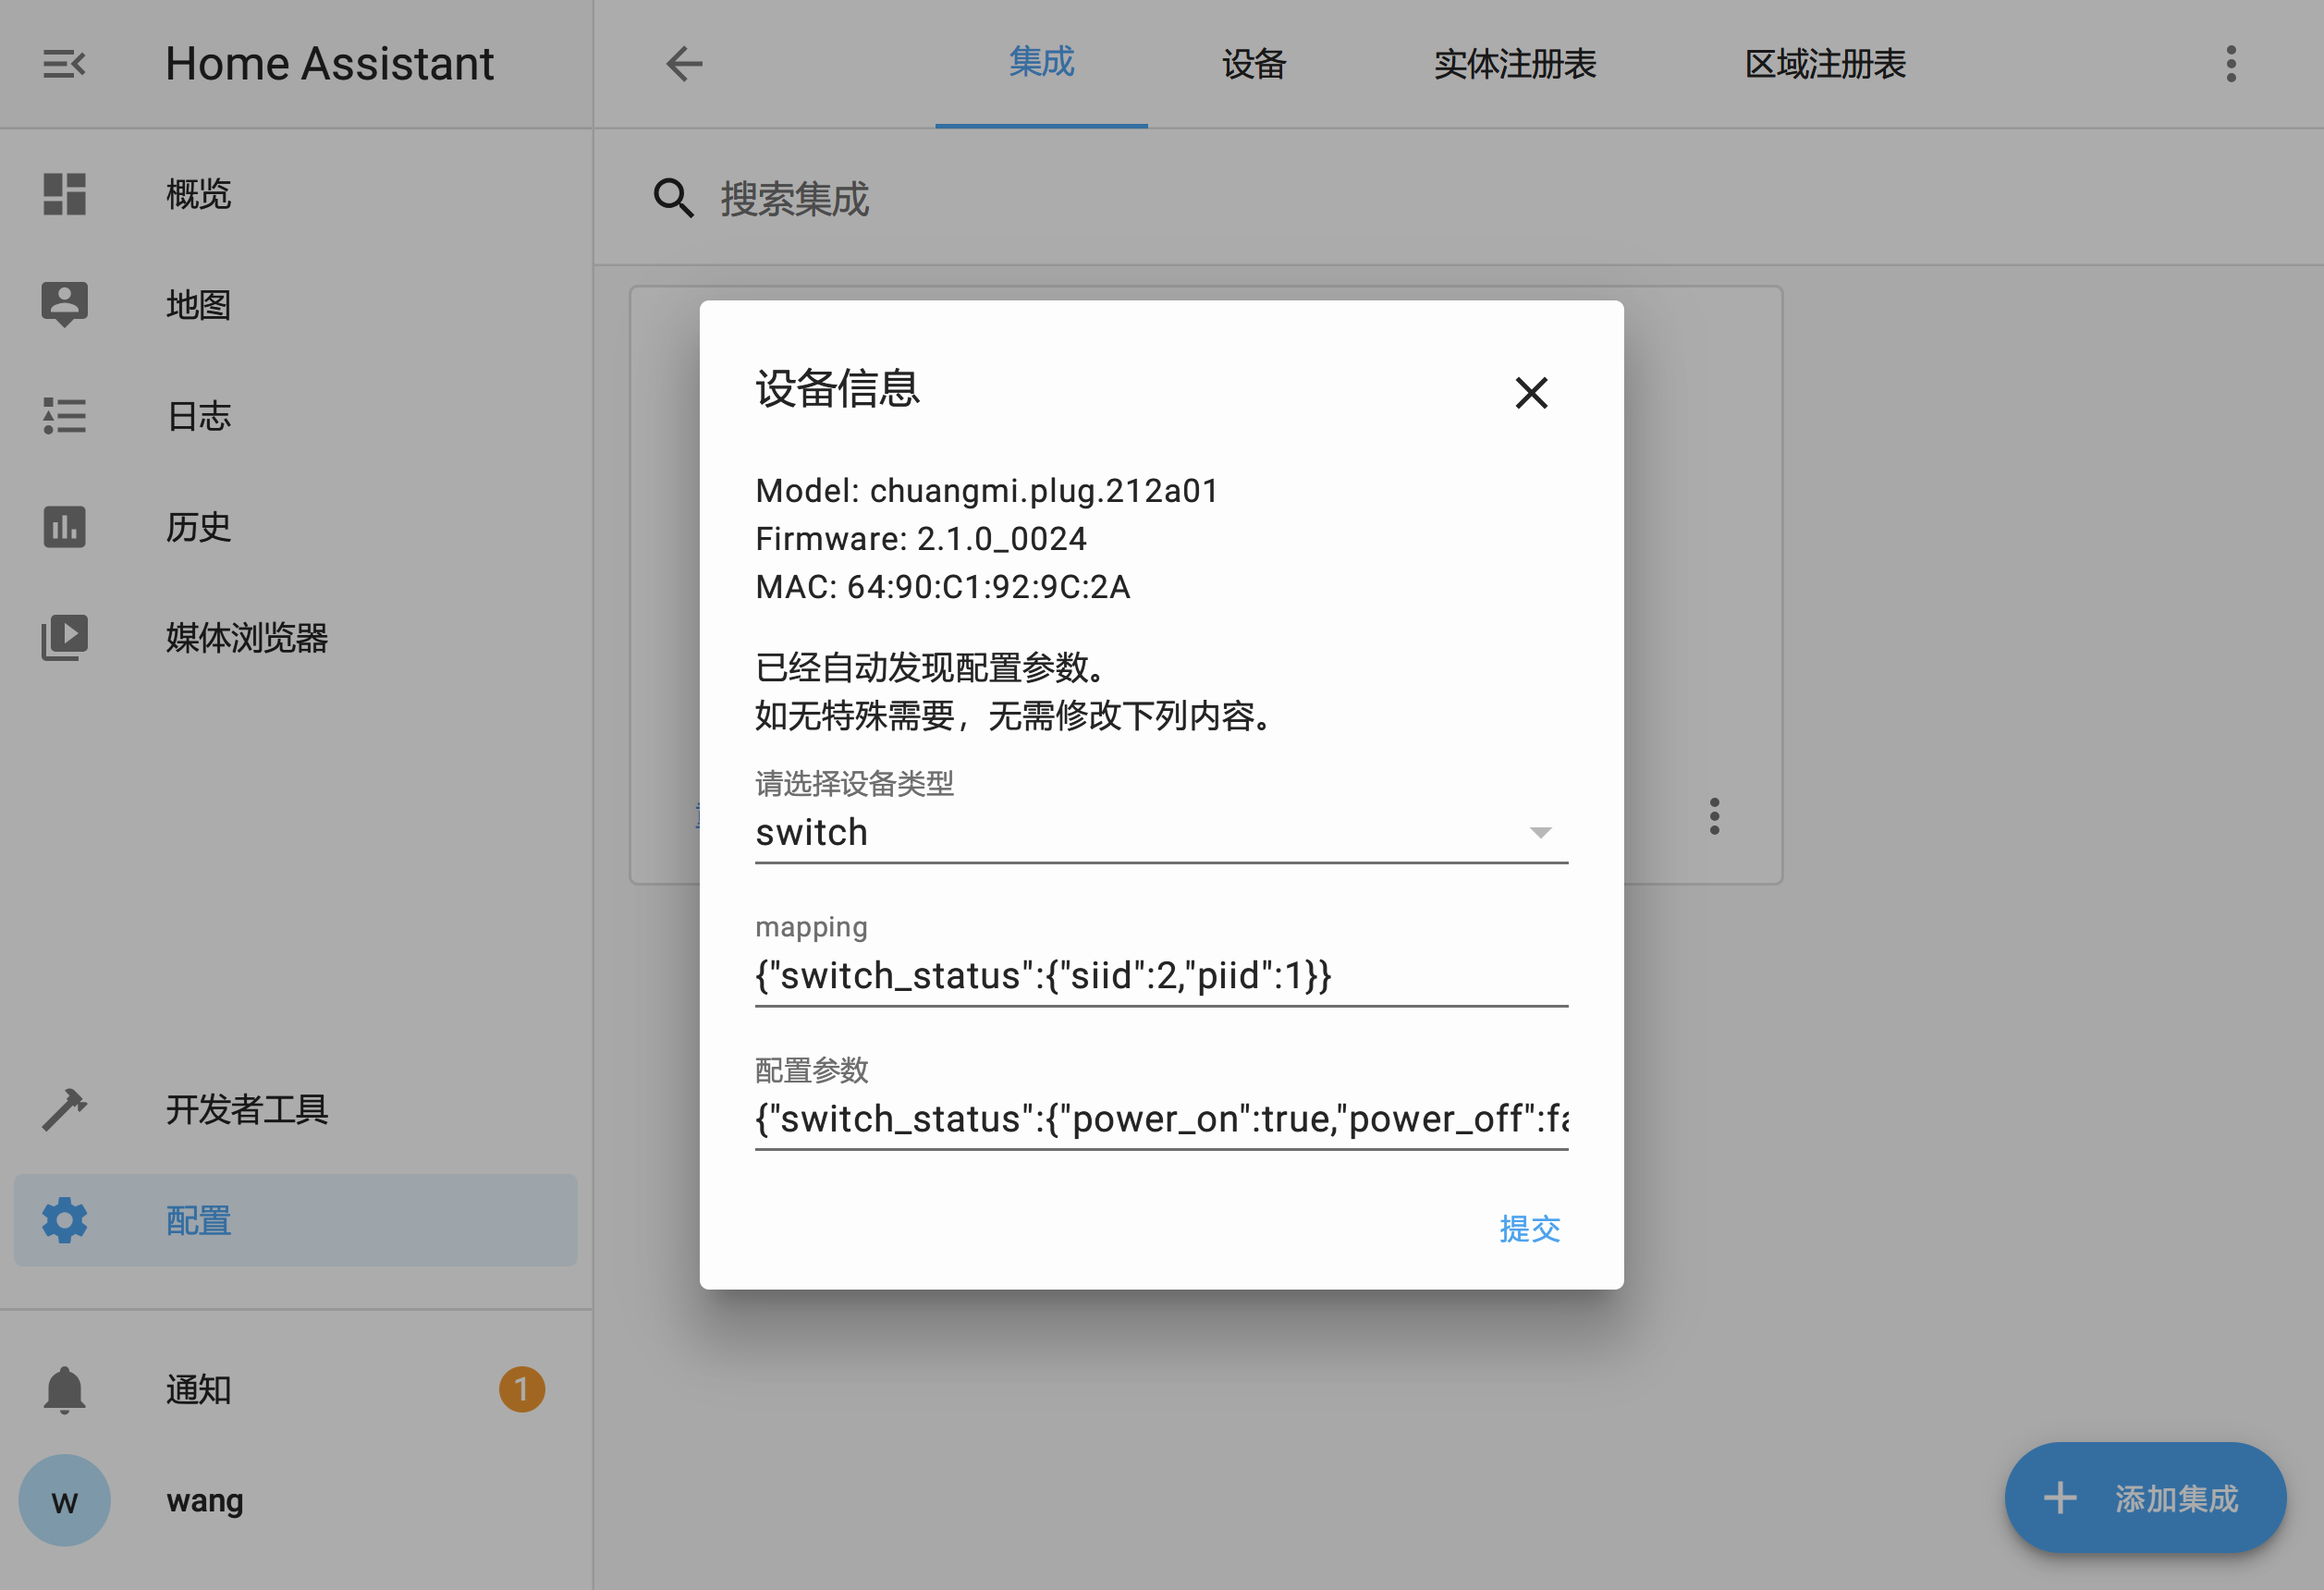 Home Assistant
集成
设备
实体注册表
区域注册表
概览
搜索集成
地图
日志
历史
媒体浏览器
设备信息
Model: chuangmi.plug.212a01
Firmware: 2.1.0_0024
MAC: 64:90:C1:92:9C:2A
已经自动发现配置参数。
如无特殊需要，无需修改下列内容。
请选择设备类型
switch
mapping
{"switch_status":{"siid":2,"piid":1}}
配置参数
{"switch_status":{"power_on":true,"power_off":fa
提交
开发者工具
配置
通知
1
w
wang
添加集成